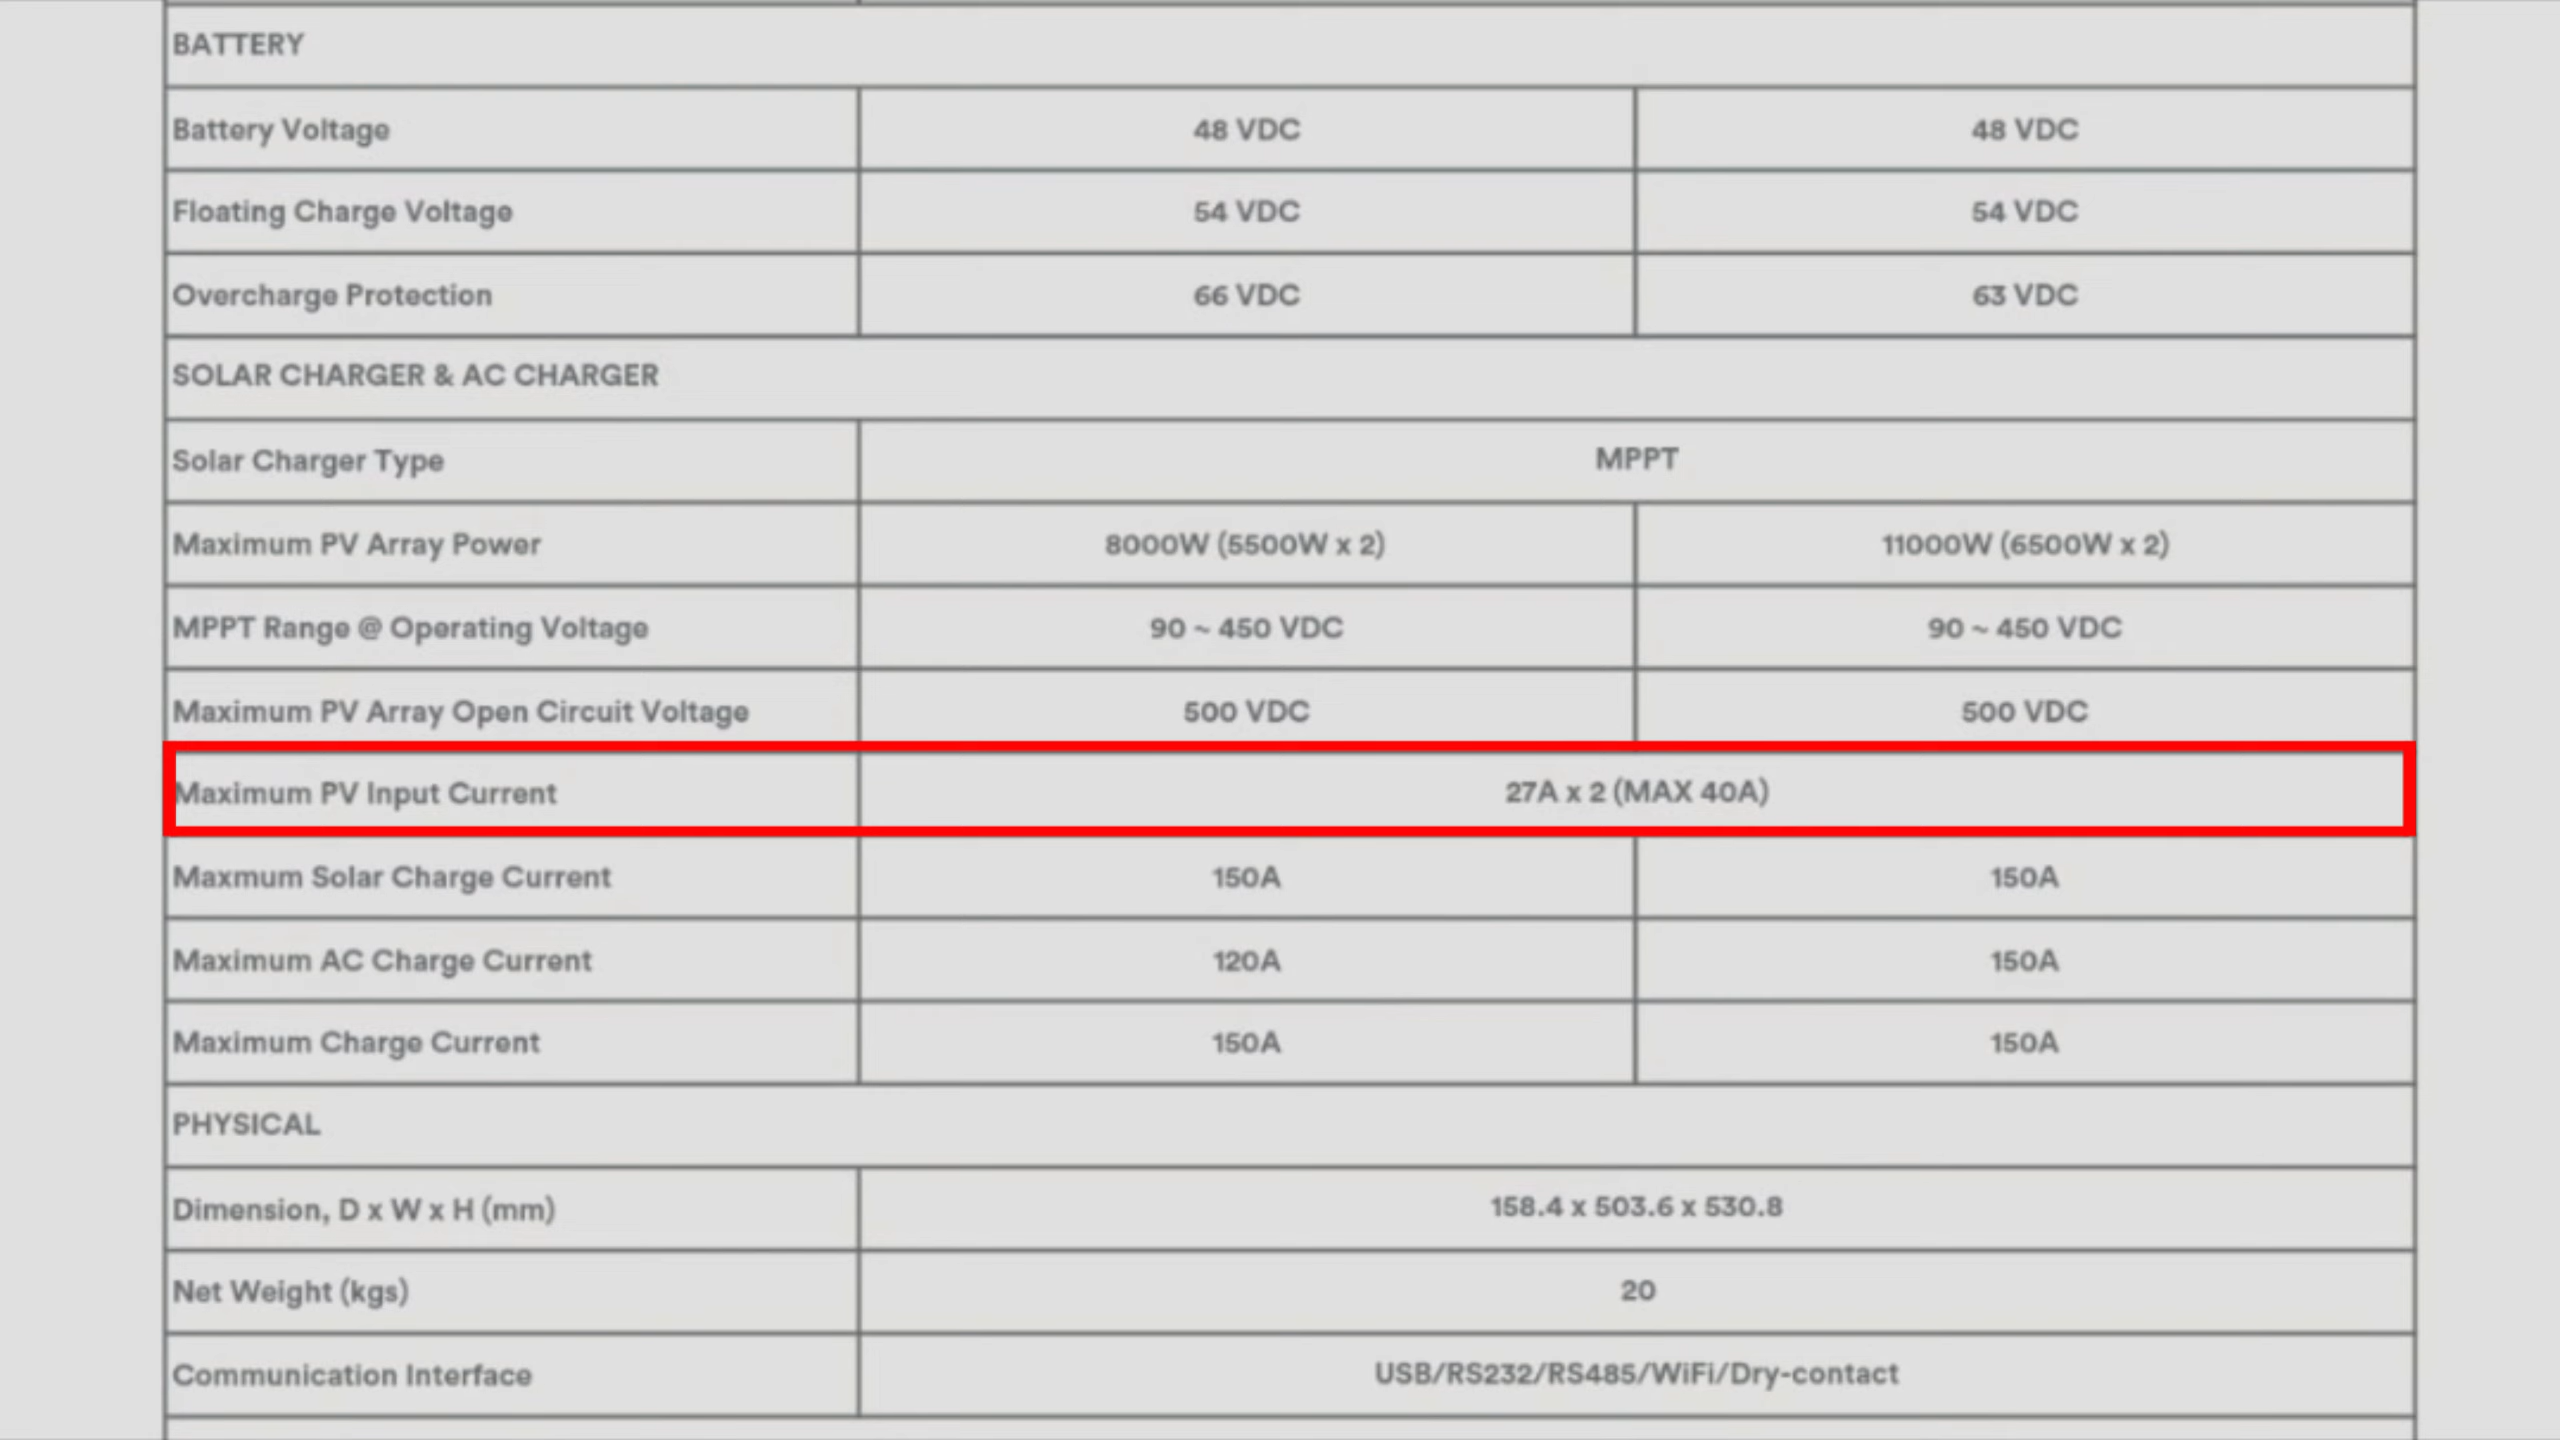 BATTERY
Battery Voltage 48 VDC 48 VDC
Floating Charge Voltage 54 VDC 54 VDC
Overcharge Protection 66 VDC 63 VDC
SOLAR CHARGER & AC CHARGER
Solar Charger Type MPPT
Maximum PV Array Power 8000W (5500W x 2) 11000W (6500W x 2)
MPPT Range @ Operating Voltage 90 ~ 450 VDC 90 ~ 450 VDC
Maximum PV Array Open Circuit Voltage 500 VDC 500 VDC
Maximum PV Input Current 27A x 2 (MAX 40A)
Maxmum Solar Charge Current 150A 150A
Maximum AC Charge Current 120A 150A
Maximum Charge Current 150A 150A
PHYSICAL
Dimension, D x W x H (mm) 158.4 x 503.6 x 530.8
Net Weight (kgs) 20
Communication Interface USB/RS232/RS485/WiFi/Dry-contact